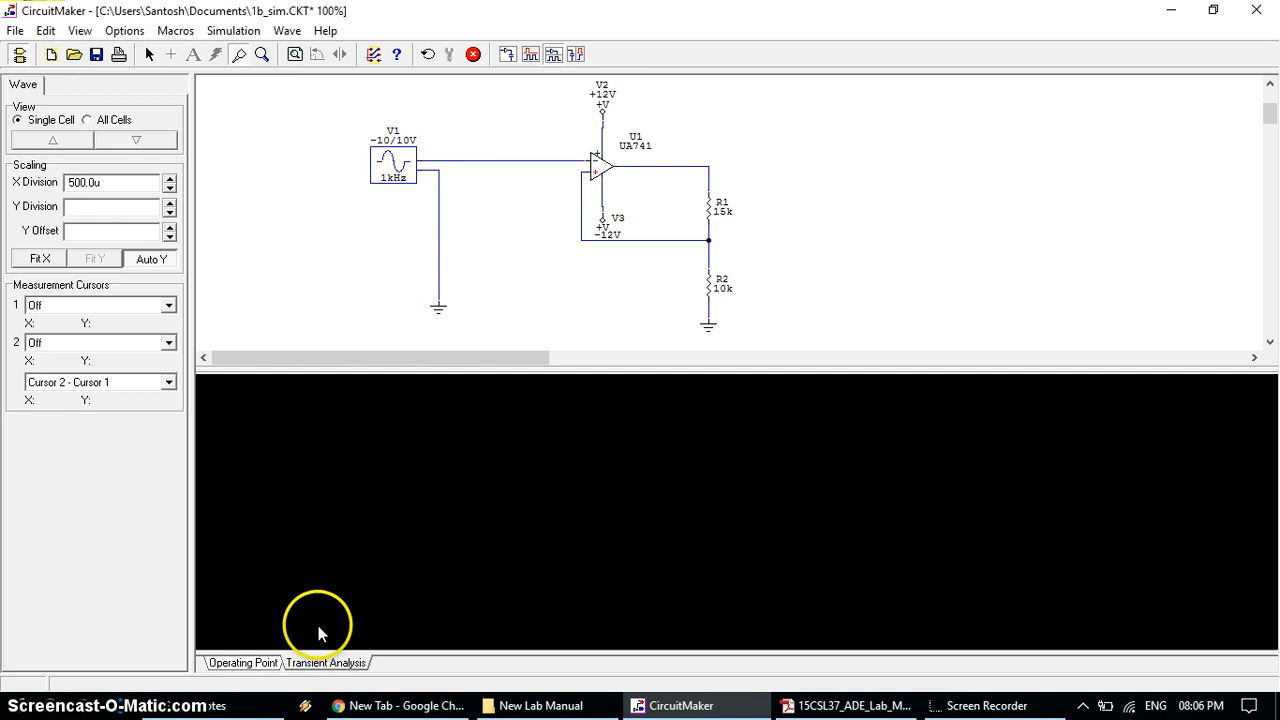 CircuitMaker - [C:\Users\Santosh\Documents\1b_sim.CKT* 100%]
File Edit View Options Macros Simulation Wave Help
Wave
View
Single Cell All Cells
Scaling
X Division 500.0u
Y Division
Y Offset
Fit X Fit Y Auto Y
Measurement Cursors
1 Off
X: Y:
2 Off
X: Y:
Cursor 2 - Cursor 1
X: Y:
V2
+12V
+V
V1
-10/10V
1kHz
U1
UA741
V3
+V
-12V
R1
15k
R2
10k
Operating Point Transient Analysis
Screencast-O-Matic.com
tes
New Tab - Google Ch...
New Lab Manual
CircuitMaker
15CSL37_ADE_Lab_M...
Screen Recorder
ENG
08:06 PM